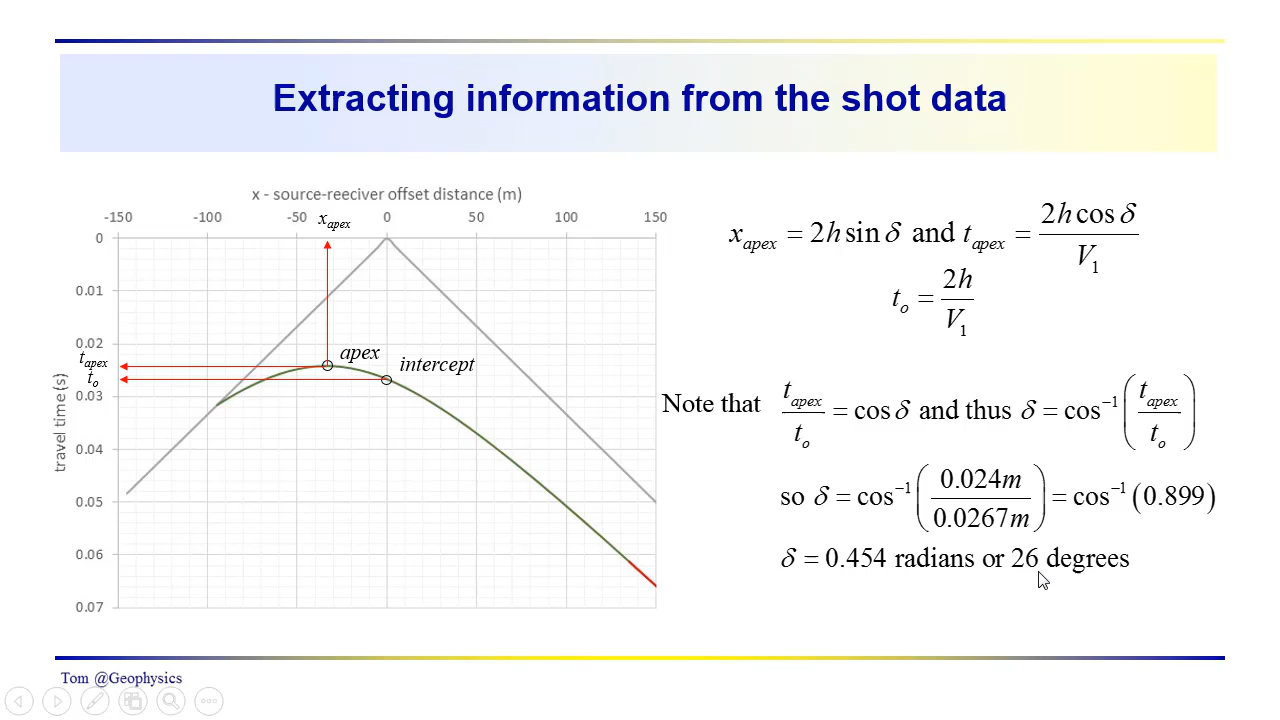 Extracting information from the shot data
x - source-reeciver offset distance (m)
-150 -100 -50 0 50 100 150
x_apex
0
0.01
0.02
0.03
0.04
0.05
0.06
0.07
travel time (s)
t_apex
t_o
apex
intercept
x_apex = 2h sin δ and t_apex = 2h cos δ / V_1
t_o = 2h / V_1
Note that t_apex / t_o = cos δ and thus δ = cos⁻¹ (t_apex / t_o)
so δ = cos⁻¹ (0.024m / 0.0267m) = cos⁻¹ (0.899)
δ = 0.454 radians or 26 degrees
Tom @Geophysics